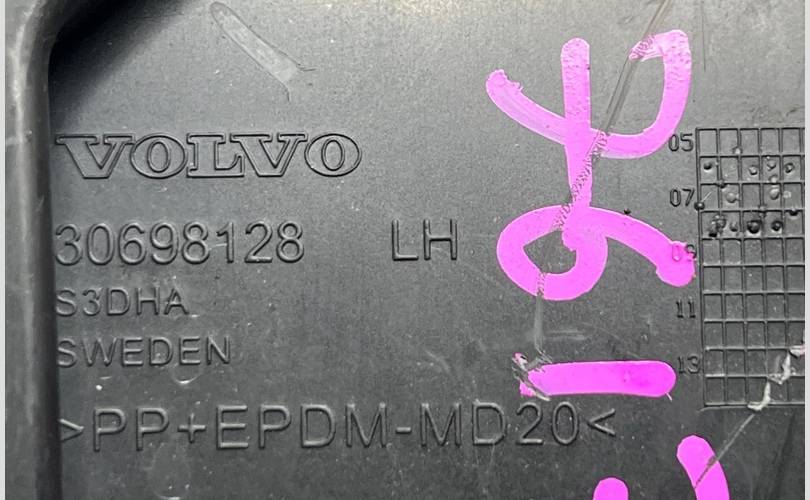 VOLVO
30698128 LH
S3DHA
SWEDEN
>PP+EPDM-MD20<
05
07
09
11
13